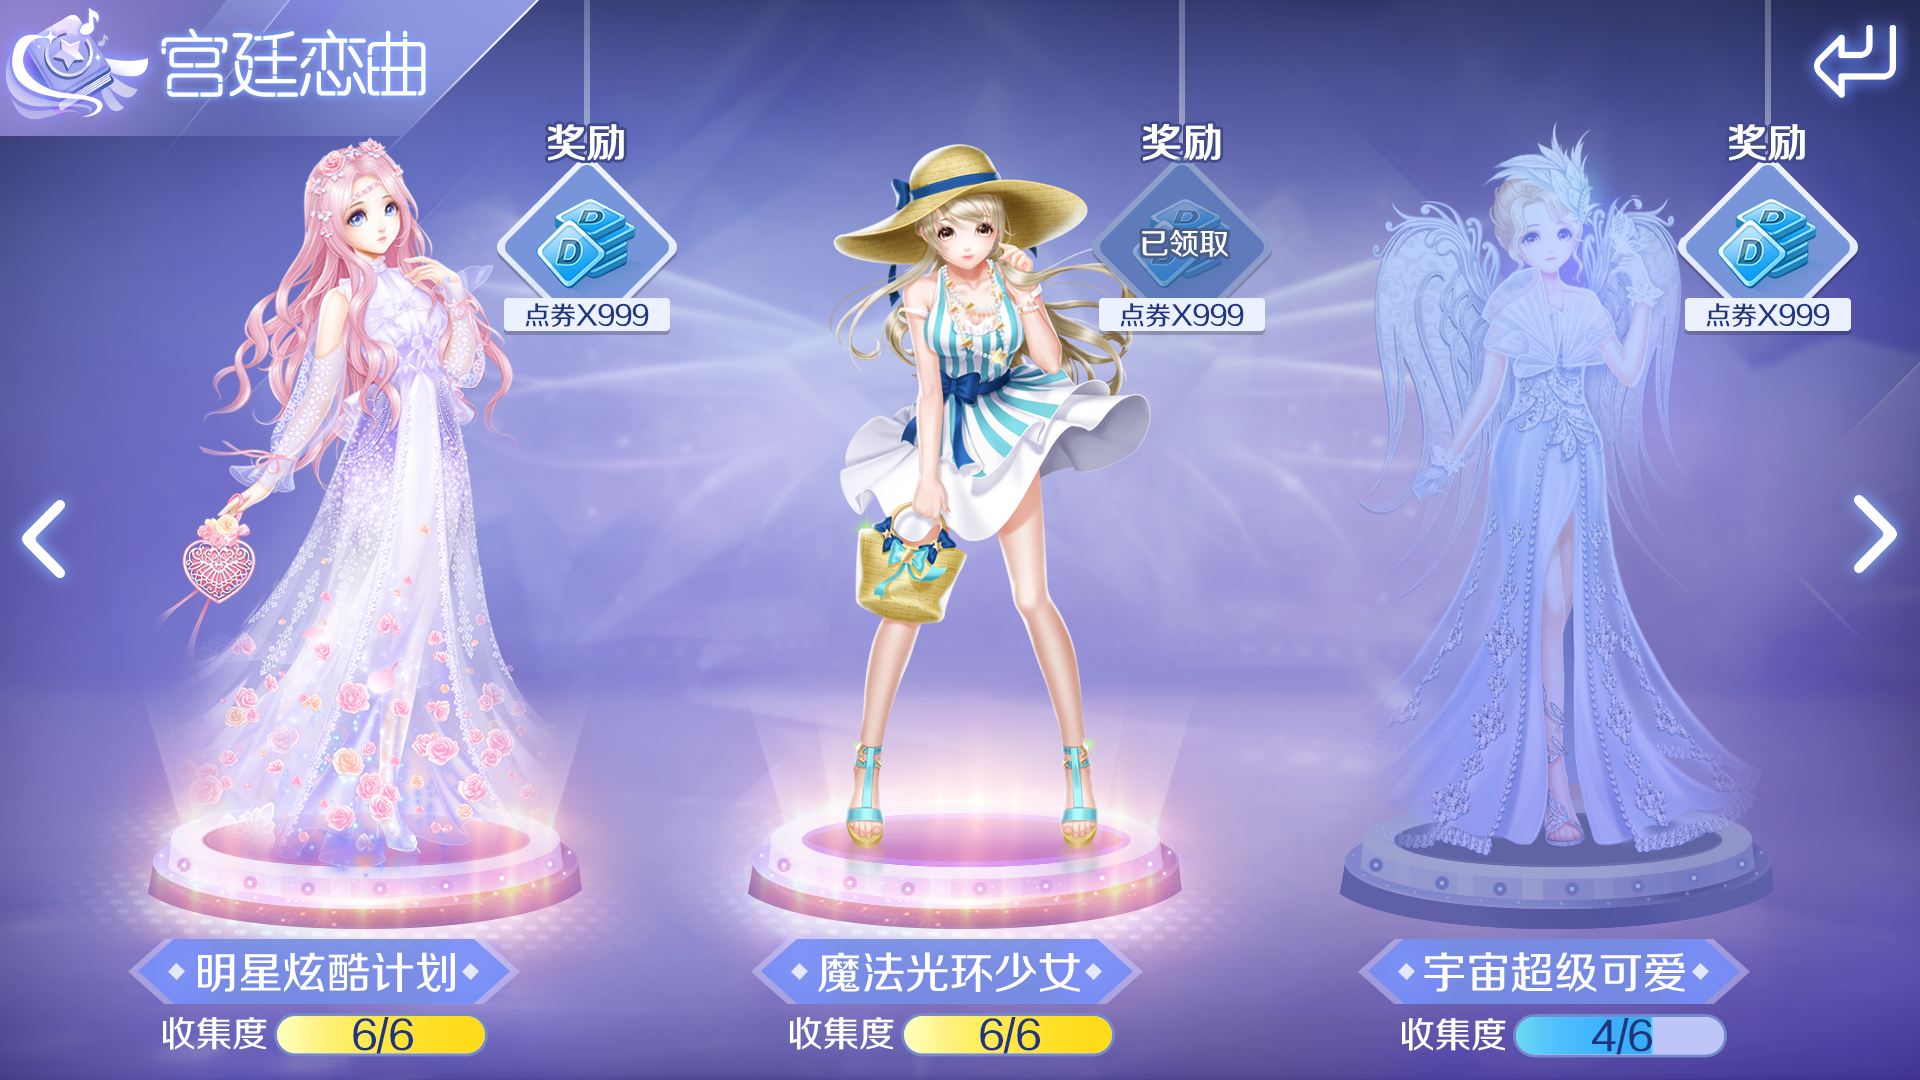 宫廷恋曲
奖励
D
D
点券X999
奖励
D
已领取
点券X999
奖励
D
D
点券X999
明星炫酷计划
收集度 6/6
魔法光环少女
收集度 6/6
宇宙超级可爱
收集度 4/6